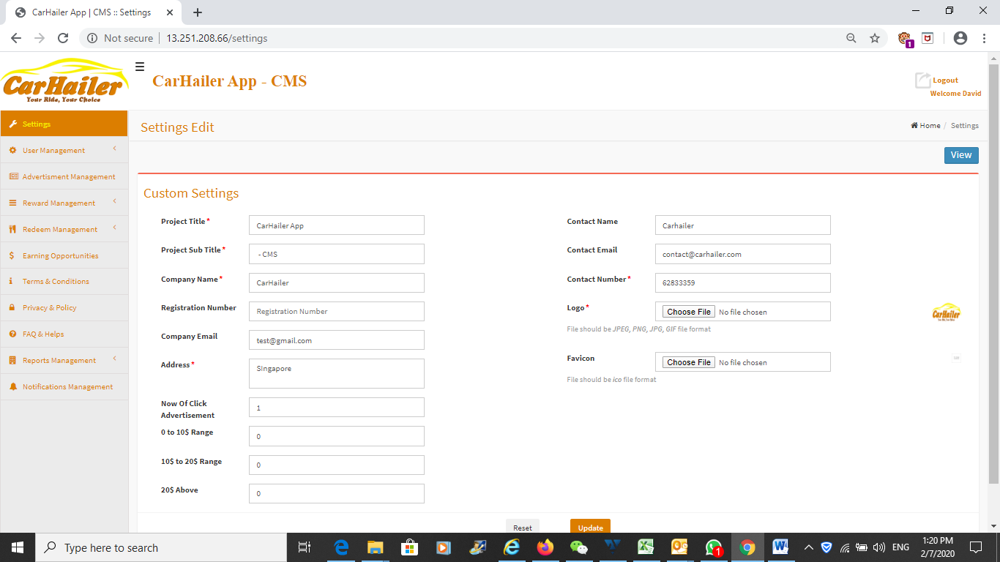 CarHailer App | CMS :: Settings
Not secure
13.251.208.66/settings
1
CarHailer
Your Ride, Your Choice
CarHailer App - CMS
Logout
Welcome David
Settings
User Management
Advertisment Management
Reward Management
Redeem Management
Earning Opportunities
Terms & Conditions
Privacy & Policy
FAQ & Helps
Reports Management
Notifications Management
Settings Edit
Home / Settings
View
Custom Settings
Project Title * CarHailer App
Project Sub Title * - CMS
Company Name * CarHailer
Registration Number Registration Number
Company Email test@gmail.com
Address * SIngapore
Now Of Click
Advertisement
1
0 to 10$ Range 0
10$ to 20$ Range 0
20$ Above 0
Contact Name Carhailer
Contact Email contact@carhailer.com
Contact Number * 62833359
Logo * Choose File No file chosen
CarHailer
File should be JPEG, PNG, JPG, GIF file format
Favicon Choose File No file chosen
File should be ico file format
Reset
Update
Type here to search
1
ENG
1:20 PM
2/7/2020